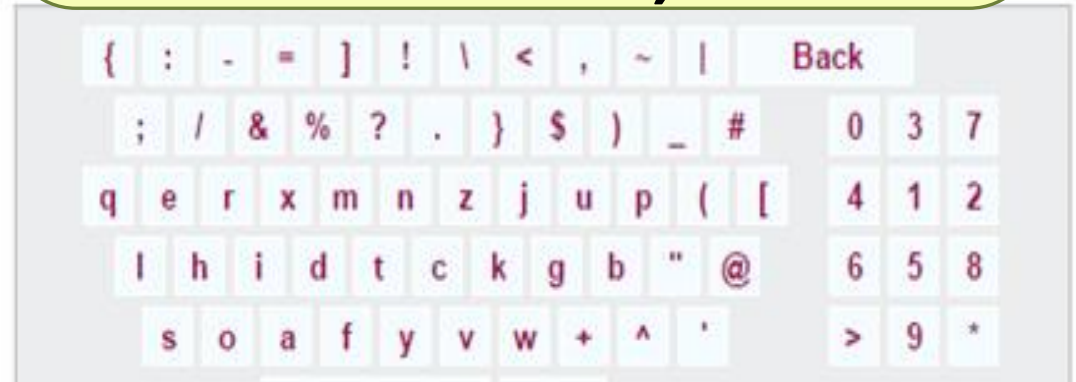 { : - = ] ! \ < , ~ | Back
; / & % ? . } $ ) _ # 0 3 7
q e r x m n z j u p ( [ 4 1 2
l h i d t c k g b " @ 6 5 8
s o a f y v w + ^ ' > 9 *